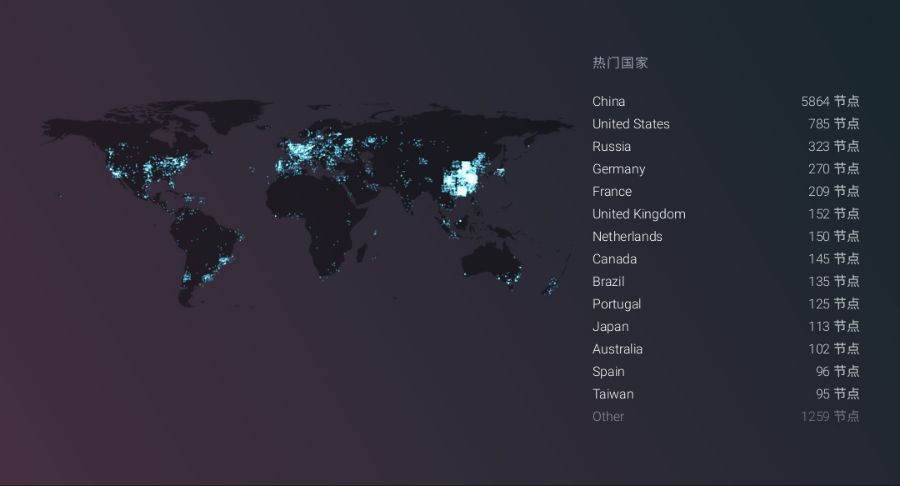 热门国家
China 5864 节点
United States 785 节点
Russia 323 节点
Germany 270 节点
France 209 节点
United Kingdom 152 节点
Netherlands 150 节点
Canada 145 节点
Brazil 135 节点
Portugal 125 节点
Japan 113 节点
Australia 102 节点
Spain 96 节点
Taiwan 95 节点
Other 1259 节点